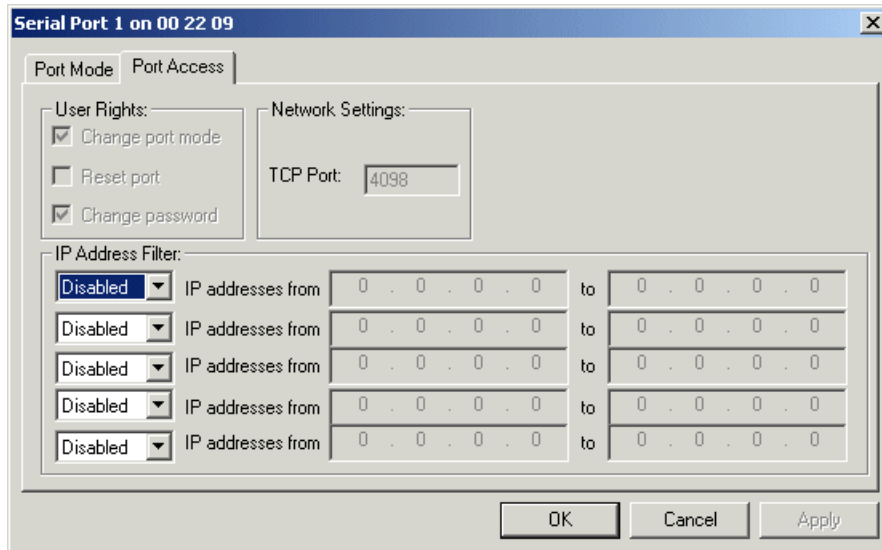 Serial Port 1 on 00 22 09
Port Mode Port Access
User Rights:
Change port mode
Reset port
Change password
Network Settings:
TCP Port: 4098
IP Address Filter:
Disabled IP addresses from 0 . 0 . 0 . 0 to 0 . 0 . 0 . 0
Disabled IP addresses from 0 . 0 . 0 . 0 to 0 . 0 . 0 . 0
Disabled IP addresses from 0 . 0 . 0 . 0 to 0 . 0 . 0 . 0
Disabled IP addresses from 0 . 0 . 0 . 0 to 0 . 0 . 0 . 0
Disabled IP addresses from 0 . 0 . 0 . 0 to 0 . 0 . 0 . 0
OK Cancel Apply